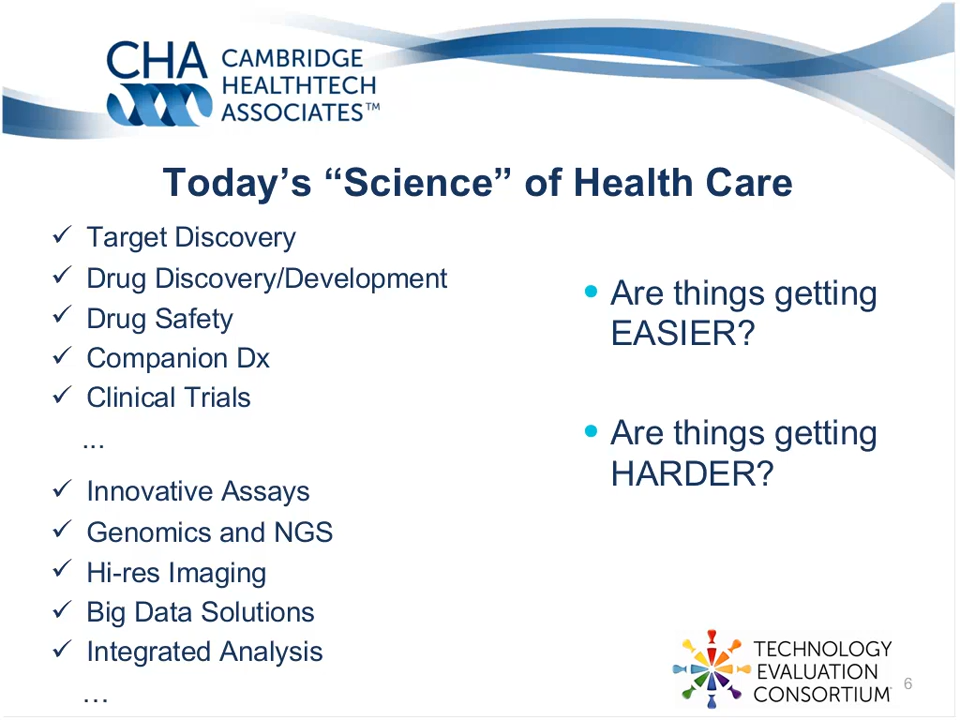 CHA
CAMBRIDGE
HEALTHTECH
ASSOCIATES™
Today’s “Science” of Health Care
✓ Target Discovery
✓ Drug Discovery/Development
✓ Drug Safety
✓ Companion Dx
✓ Clinical Trials
...
✓ Innovative Assays
✓ Genomics and NGS
✓ Hi-res Imaging
✓ Big Data Solutions
✓ Integrated Analysis
…
• Are things getting
EASIER?
• Are things getting
HARDER?
TECHNOLOGY
EVALUATION
CONSORTIUM
6